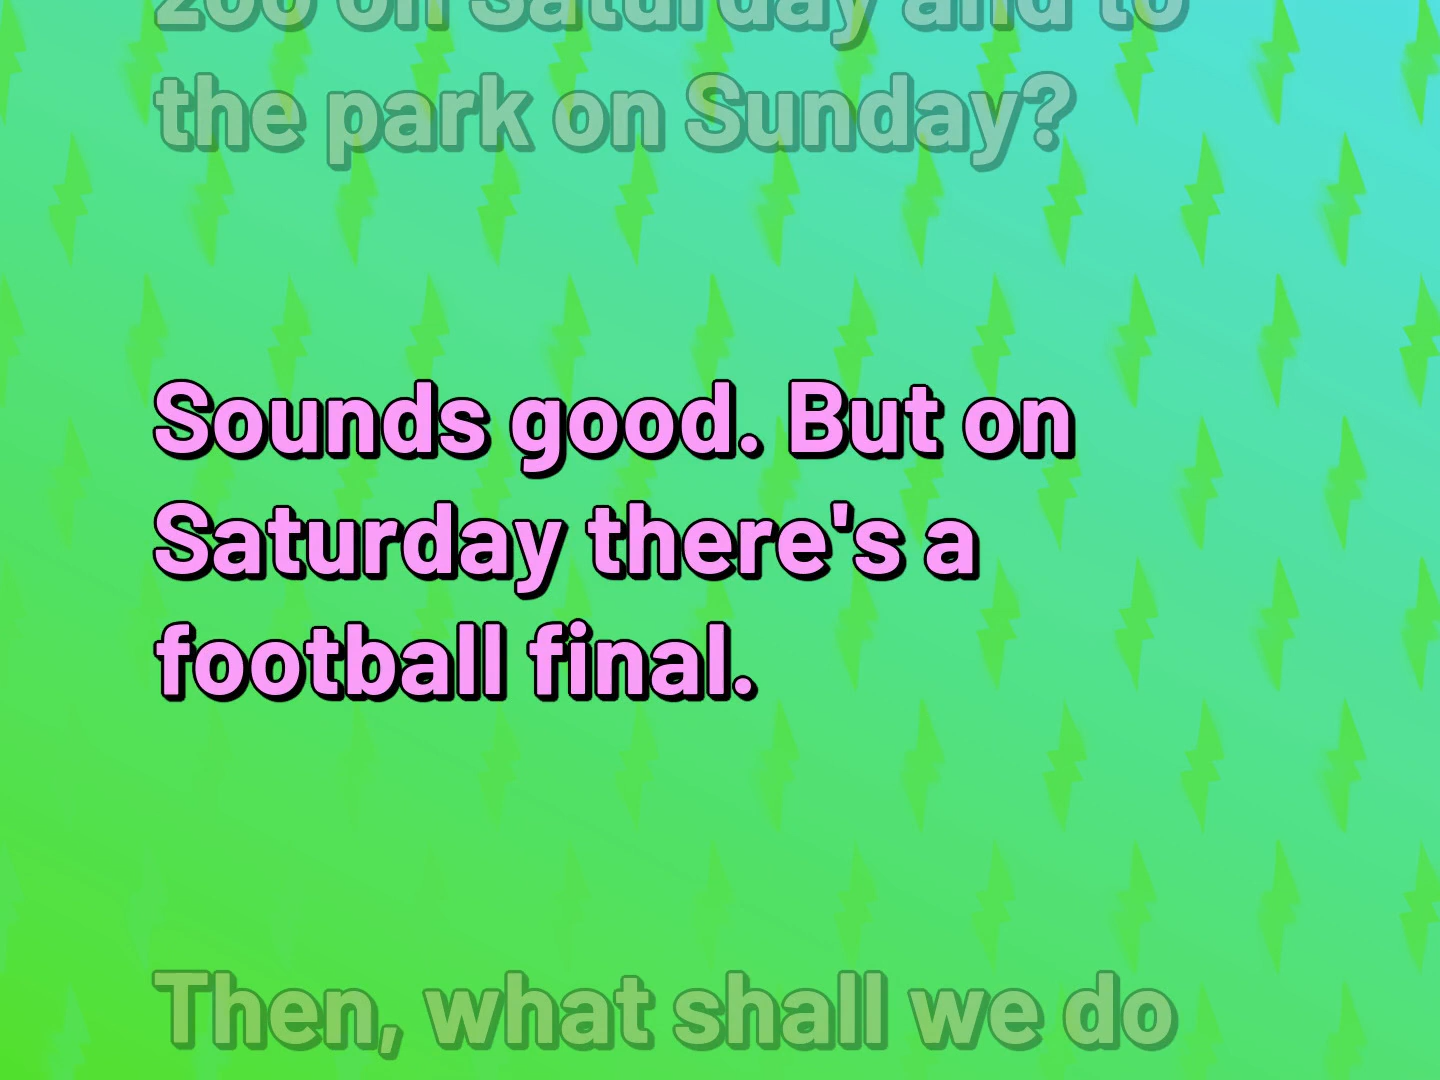 zoo on Saturday and to
the park on Sunday?
Sounds good. But on
Saturday there's a
football final.
Then, what shall we do